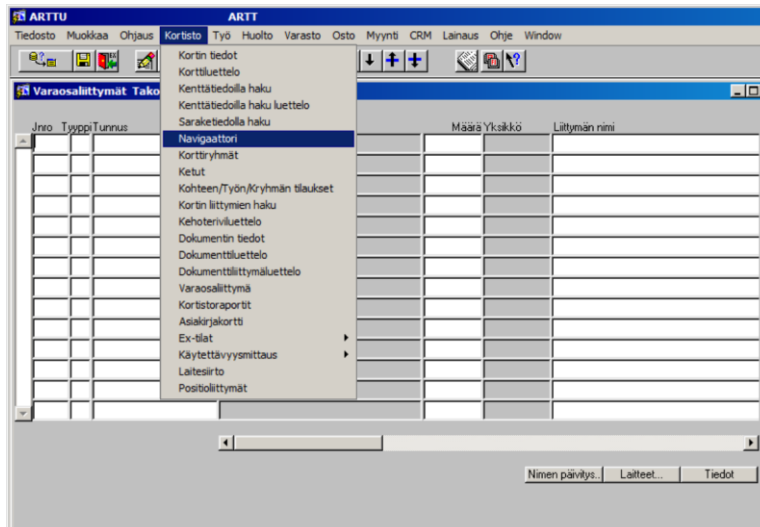 ARTTU ARTT
Tiedosto Muokkaa Ohjaus Kortisto Työ Huolto Varasto Osto Myynti CRM Lainaus Ohje Window
Kortin tiedot
Korttiluettelo
Kenttätiedoilla haku
Kenttätiedoilla haku luettelo
Saraketiedolla haku
Navigaattori
Korttiryhmät
Ketut
Kohteen/Työn/Kryhmän tilaukset
Kortin liittymien haku
Kehoteriviluettelo
Dokumentin tiedot
Dokumenttiluettelo
Dokumenttiliittymäluettelo
Varaosaliittymä
Kortistoraportit
Asiakirjakortti
Ex-tilat
Käytettävyysmittaus
Laitesiirto
Positioliittymät
Varaosaliittymät Tako
Jnro Tyyppi Tunnus Määrä Yksikkö Liittymän nimi
Nimen päivitys.. Laitteet... Tiedot